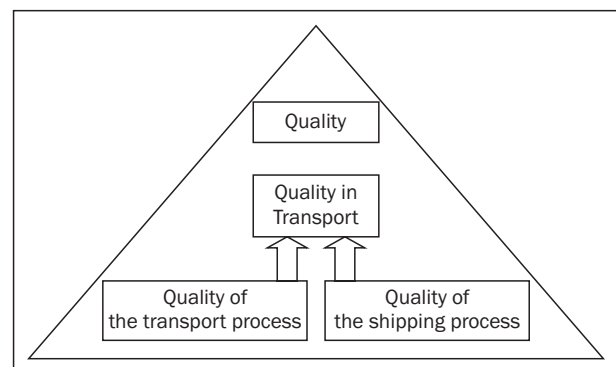 Quality
Quality in
Transport
Quality of
the transport process
Quality of
the shipping process